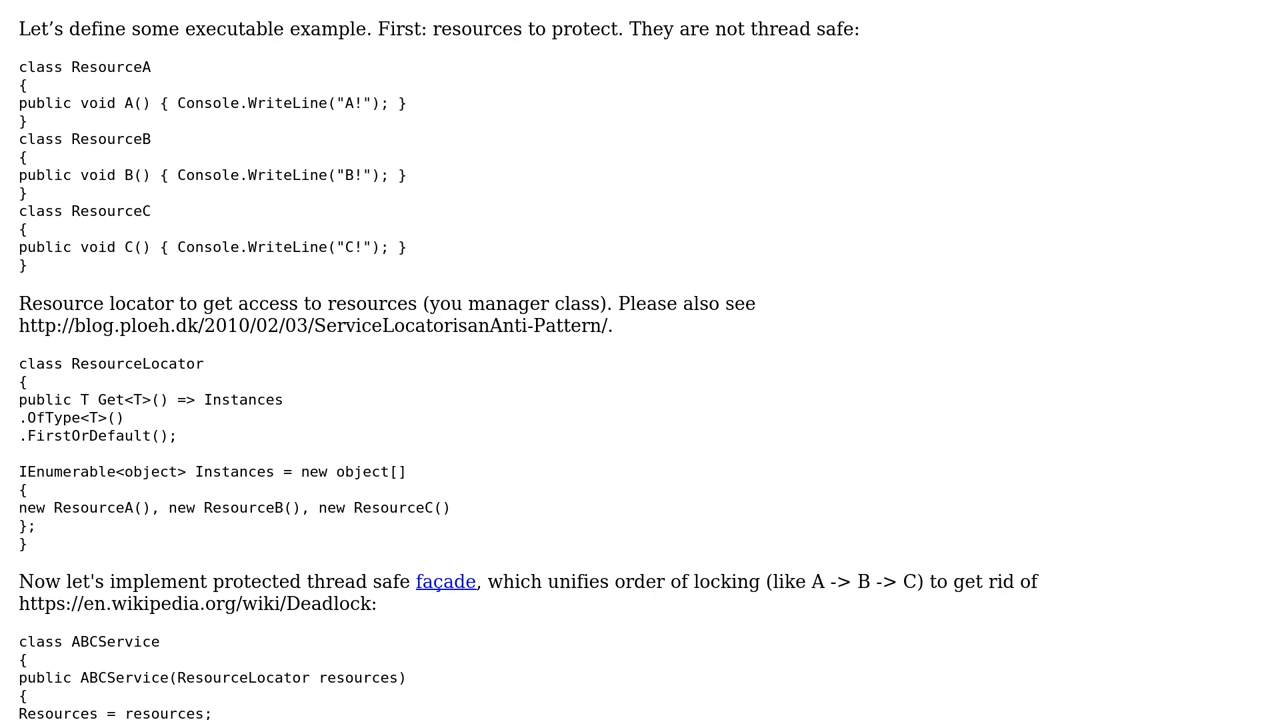 Let’s define some executable example. First: resources to protect. They are not thread safe:
class ResourceA
{
public void A() { Console.WriteLine("A!"); }
}
class ResourceB
{
public void B() { Console.WriteLine("B!"); }
}
class ResourceC
{
public void C() { Console.WriteLine("C!"); }
}
Resource locator to get access to resources (you manager class). Please also see
http://blog.ploeh.dk/2010/02/03/ServiceLocatorisanAnti-Pattern/.
class ResourceLocator
{
public T Get<T>() => Instances
.OfType<T>()
.FirstOrDefault();
IEnumerable<object> Instances = new object[]
{
new ResourceA(), new ResourceB(), new ResourceC()
};
}
Now let's implement protected thread safe façade, which unifies order of locking (like A -> B -> C) to get rid of
https://en.wikipedia.org/wiki/Deadlock:
class ABCService
{
public ABCService(ResourceLocator resources)
{
Resources = resources;